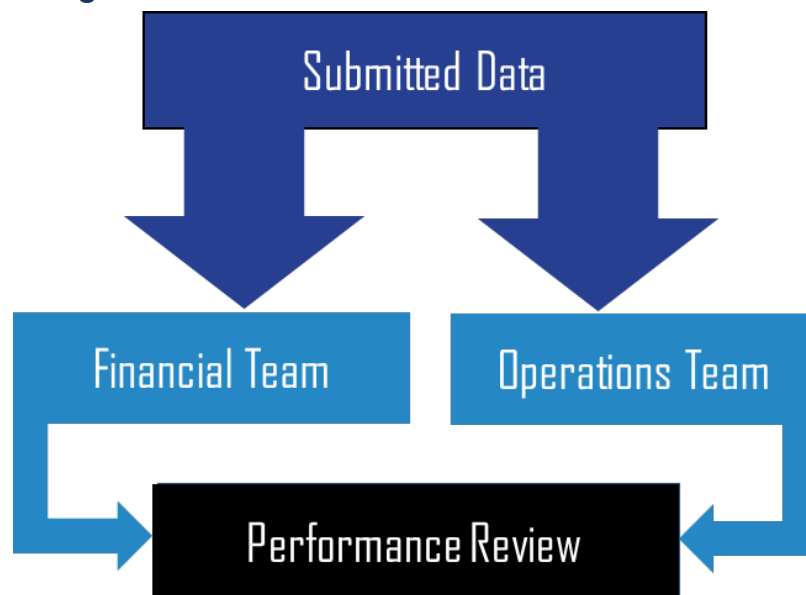 Submitted Data
Financial Team
Operations Team
Performance Review